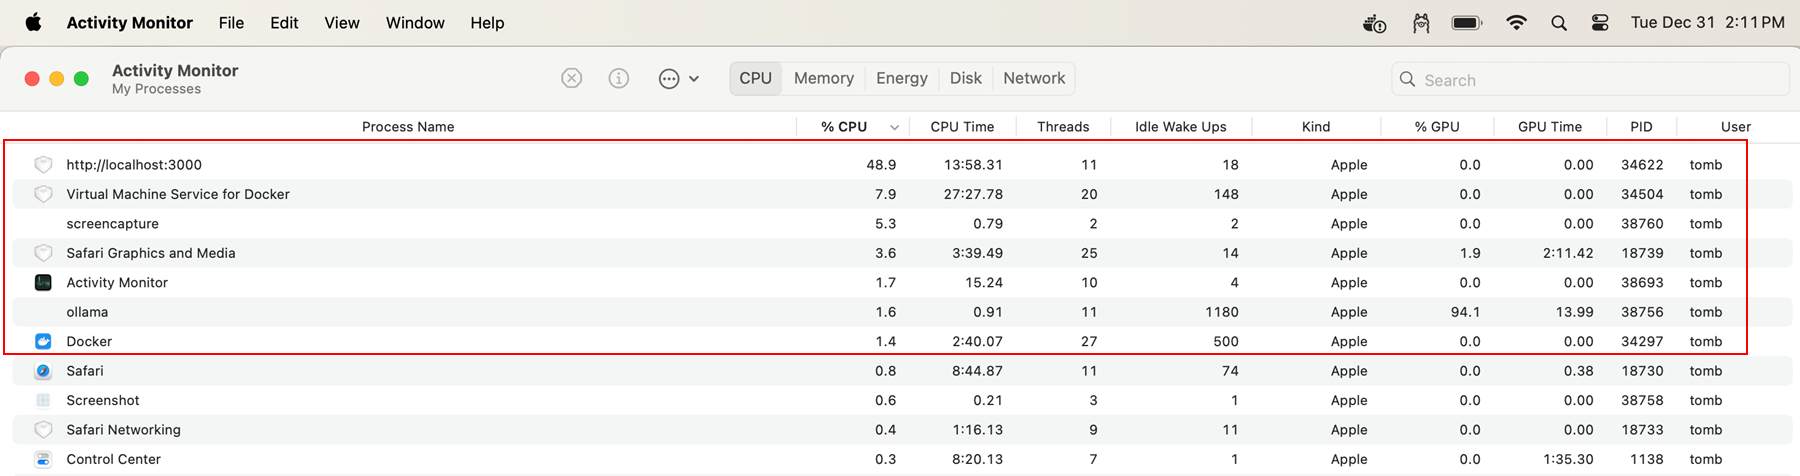 Activity Monitor File Edit View Window Help Tue Dec 31 2:11 PM
Activity Monitor
My Processes
CPU Memory Energy Disk Network Search
Process Name % CPU CPU Time Threads Idle Wake Ups Kind % GPU GPU Time PID User
http://localhost:3000 48.9 13:58.31 11 18 Apple 0.0 0.00 34622 tomb
Virtual Machine Service for Docker 7.9 27:27.78 20 148 Apple 0.0 0.00 34504 tomb
screencapture 5.3 0.79 2 2 Apple 0.0 0.00 38760 tomb
Safari Graphics and Media 3.6 3:39.49 25 14 Apple 1.9 2:11.42 18739 tomb
Activity Monitor 1.7 15.24 10 4 Apple 0.0 0.00 38693 tomb
ollama 1.6 0.91 11 1180 Apple 94.1 13.99 38756 tomb
Docker 1.4 2:40.07 27 500 Apple 0.0 0.00 34297 tomb
Safari 0.8 8:44.87 11 74 Apple 0.0 0.38 18730 tomb
Screenshot 0.6 0.21 3 1 Apple 0.0 0.00 38758 tomb
Safari Networking 0.4 1:16.13 9 11 Apple 0.0 0.00 18733 tomb
Control Center 0.3 8:20.13 7 1 Apple 0.0 1:35.30 1138 tomb